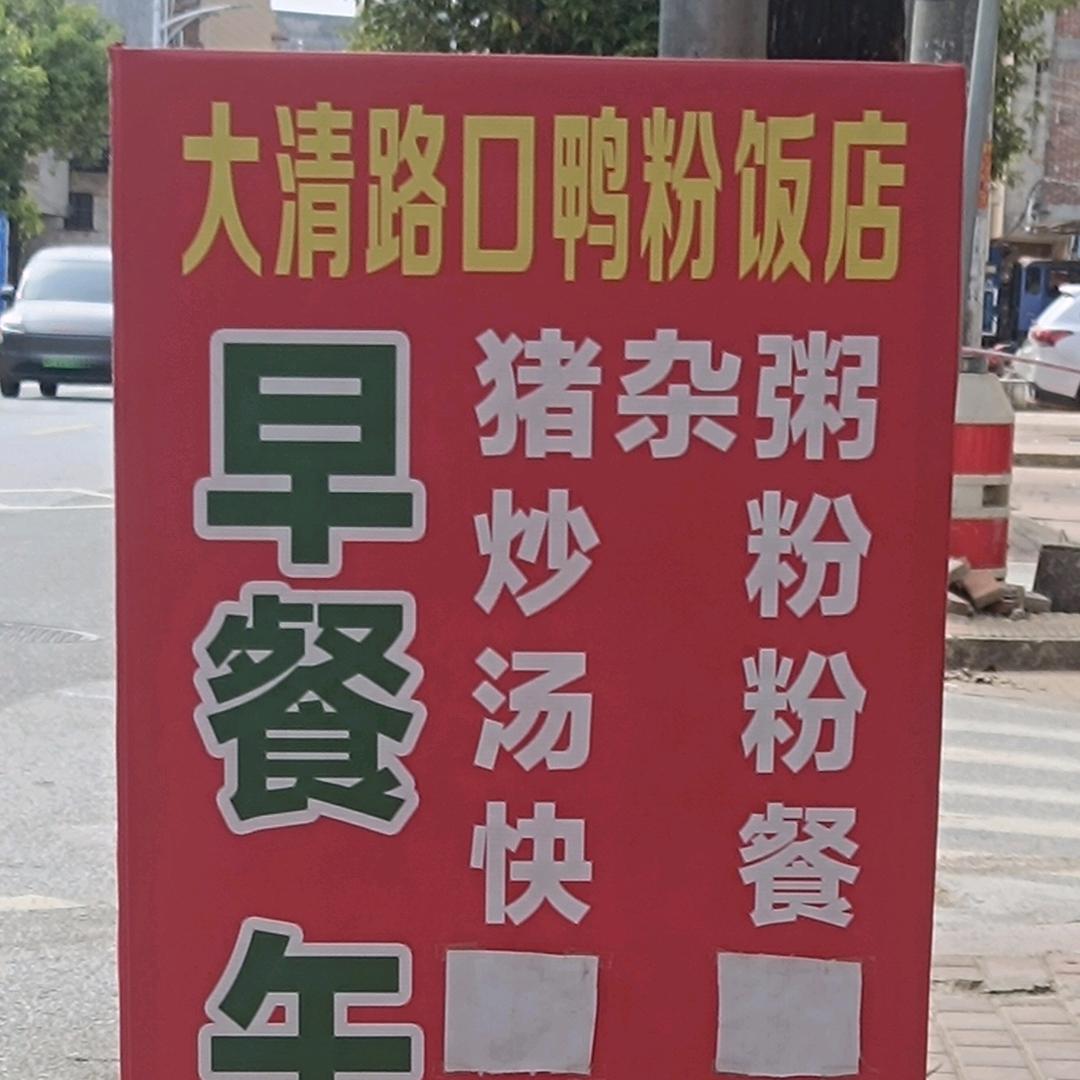 大清路口鸭粉饭店
早餐
猪杂粥
炒粉
汤粉
快餐
午